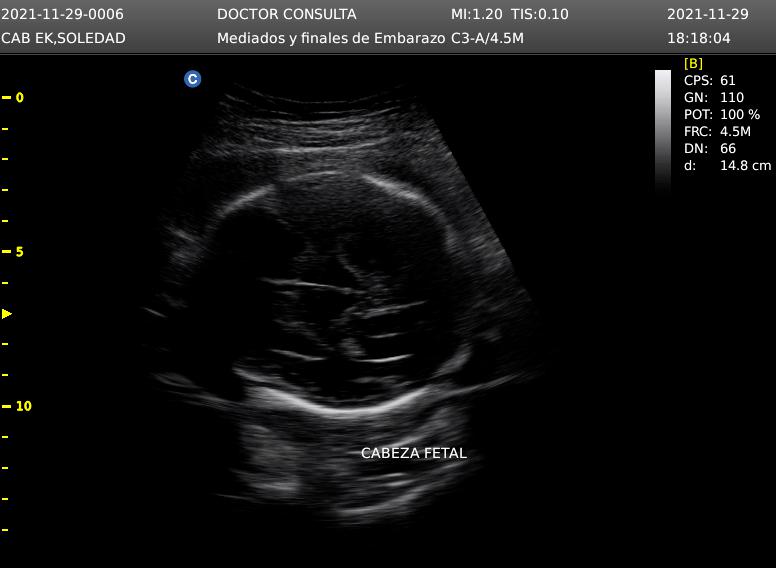 2021-11-29-0006 DOCTOR CONSULTA MI:1.20 TIS:0.10 2021-11-29
CAB EK,SOLEDAD Mediados y finales de Embarazo C3-A/4.5M 18:18:04
C
[B]
CPS: 61
GN: 110
POT: 100 %
FRC: 4.5M
DN: 66
d: 14.8 cm
0
5
10
CABEZA FETAL